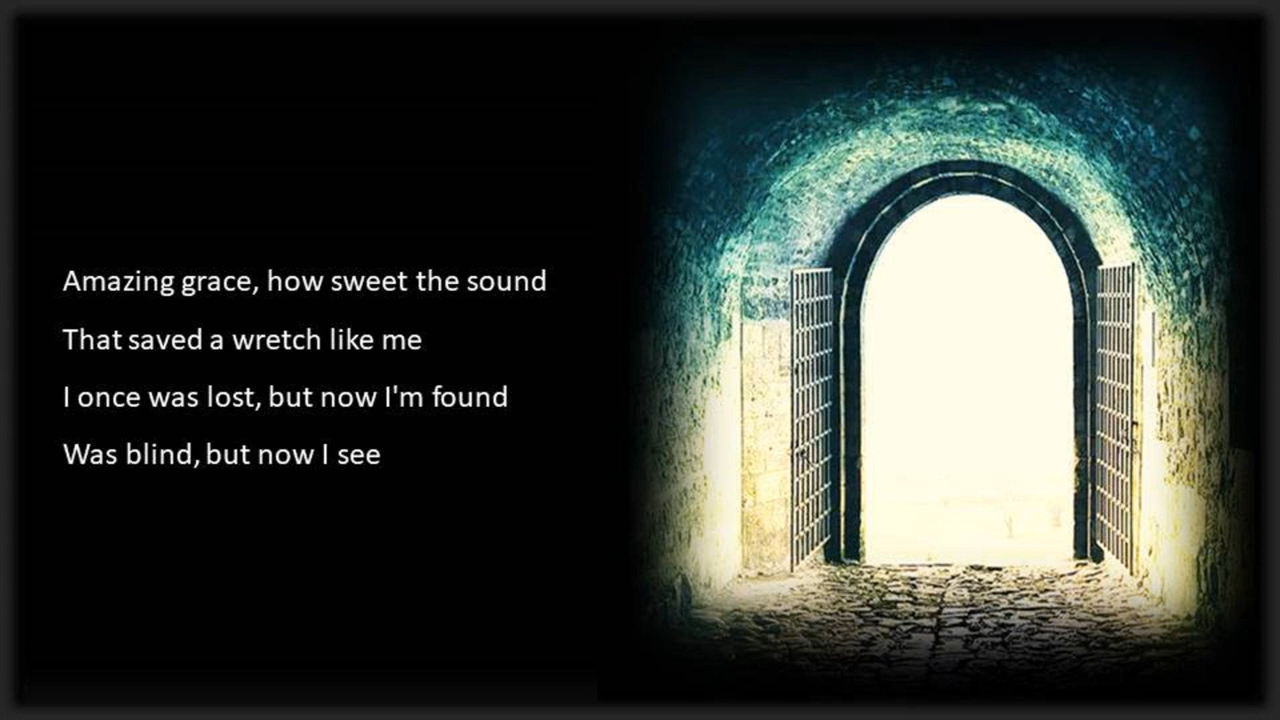 Amazing grace, how sweet the sound
That saved a wretch like me
I once was lost, but now I'm found
Was blind, but now I see